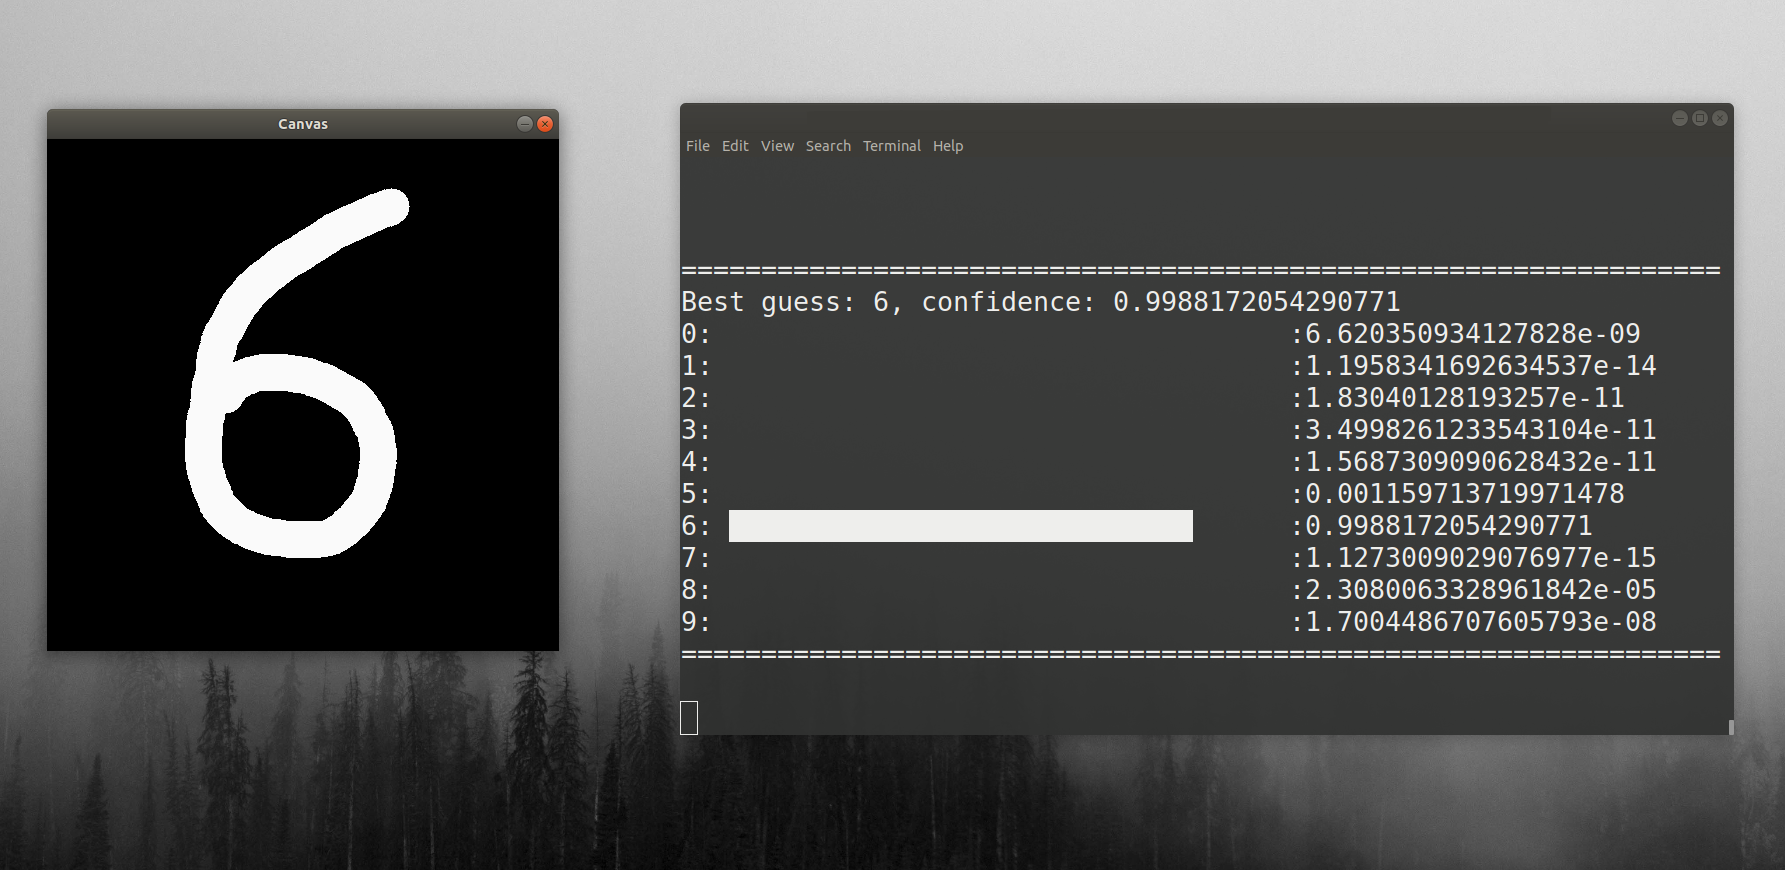 Canvas
6
File Edit View Search Terminal Help
=================================================================
Best guess: 6, confidence: 0.9988172054290771
0: :6.620350934127828e-09
1: :1.1958341692634537e-14
2: :1.83040128193257e-11
3: :3.4998261233543104e-11
4: :1.5687309090628432e-11
5: :0.001159713719971478
6: :0.9988172054290771
7: :1.1273009029076977e-15
8: :2.3080063328961842e-05
9: :1.7004486707605793e-08
=================================================================